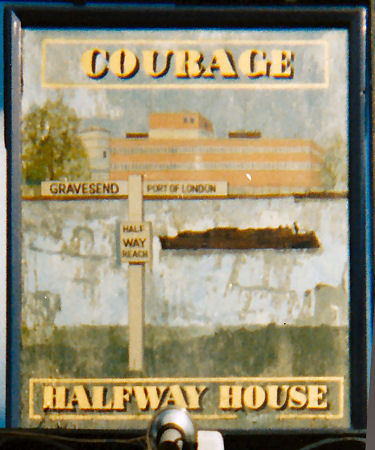 COURAGE
GRAVESEND PORT OF LONDON
HALF
WAY
REACH
HALFWAY HOUSE